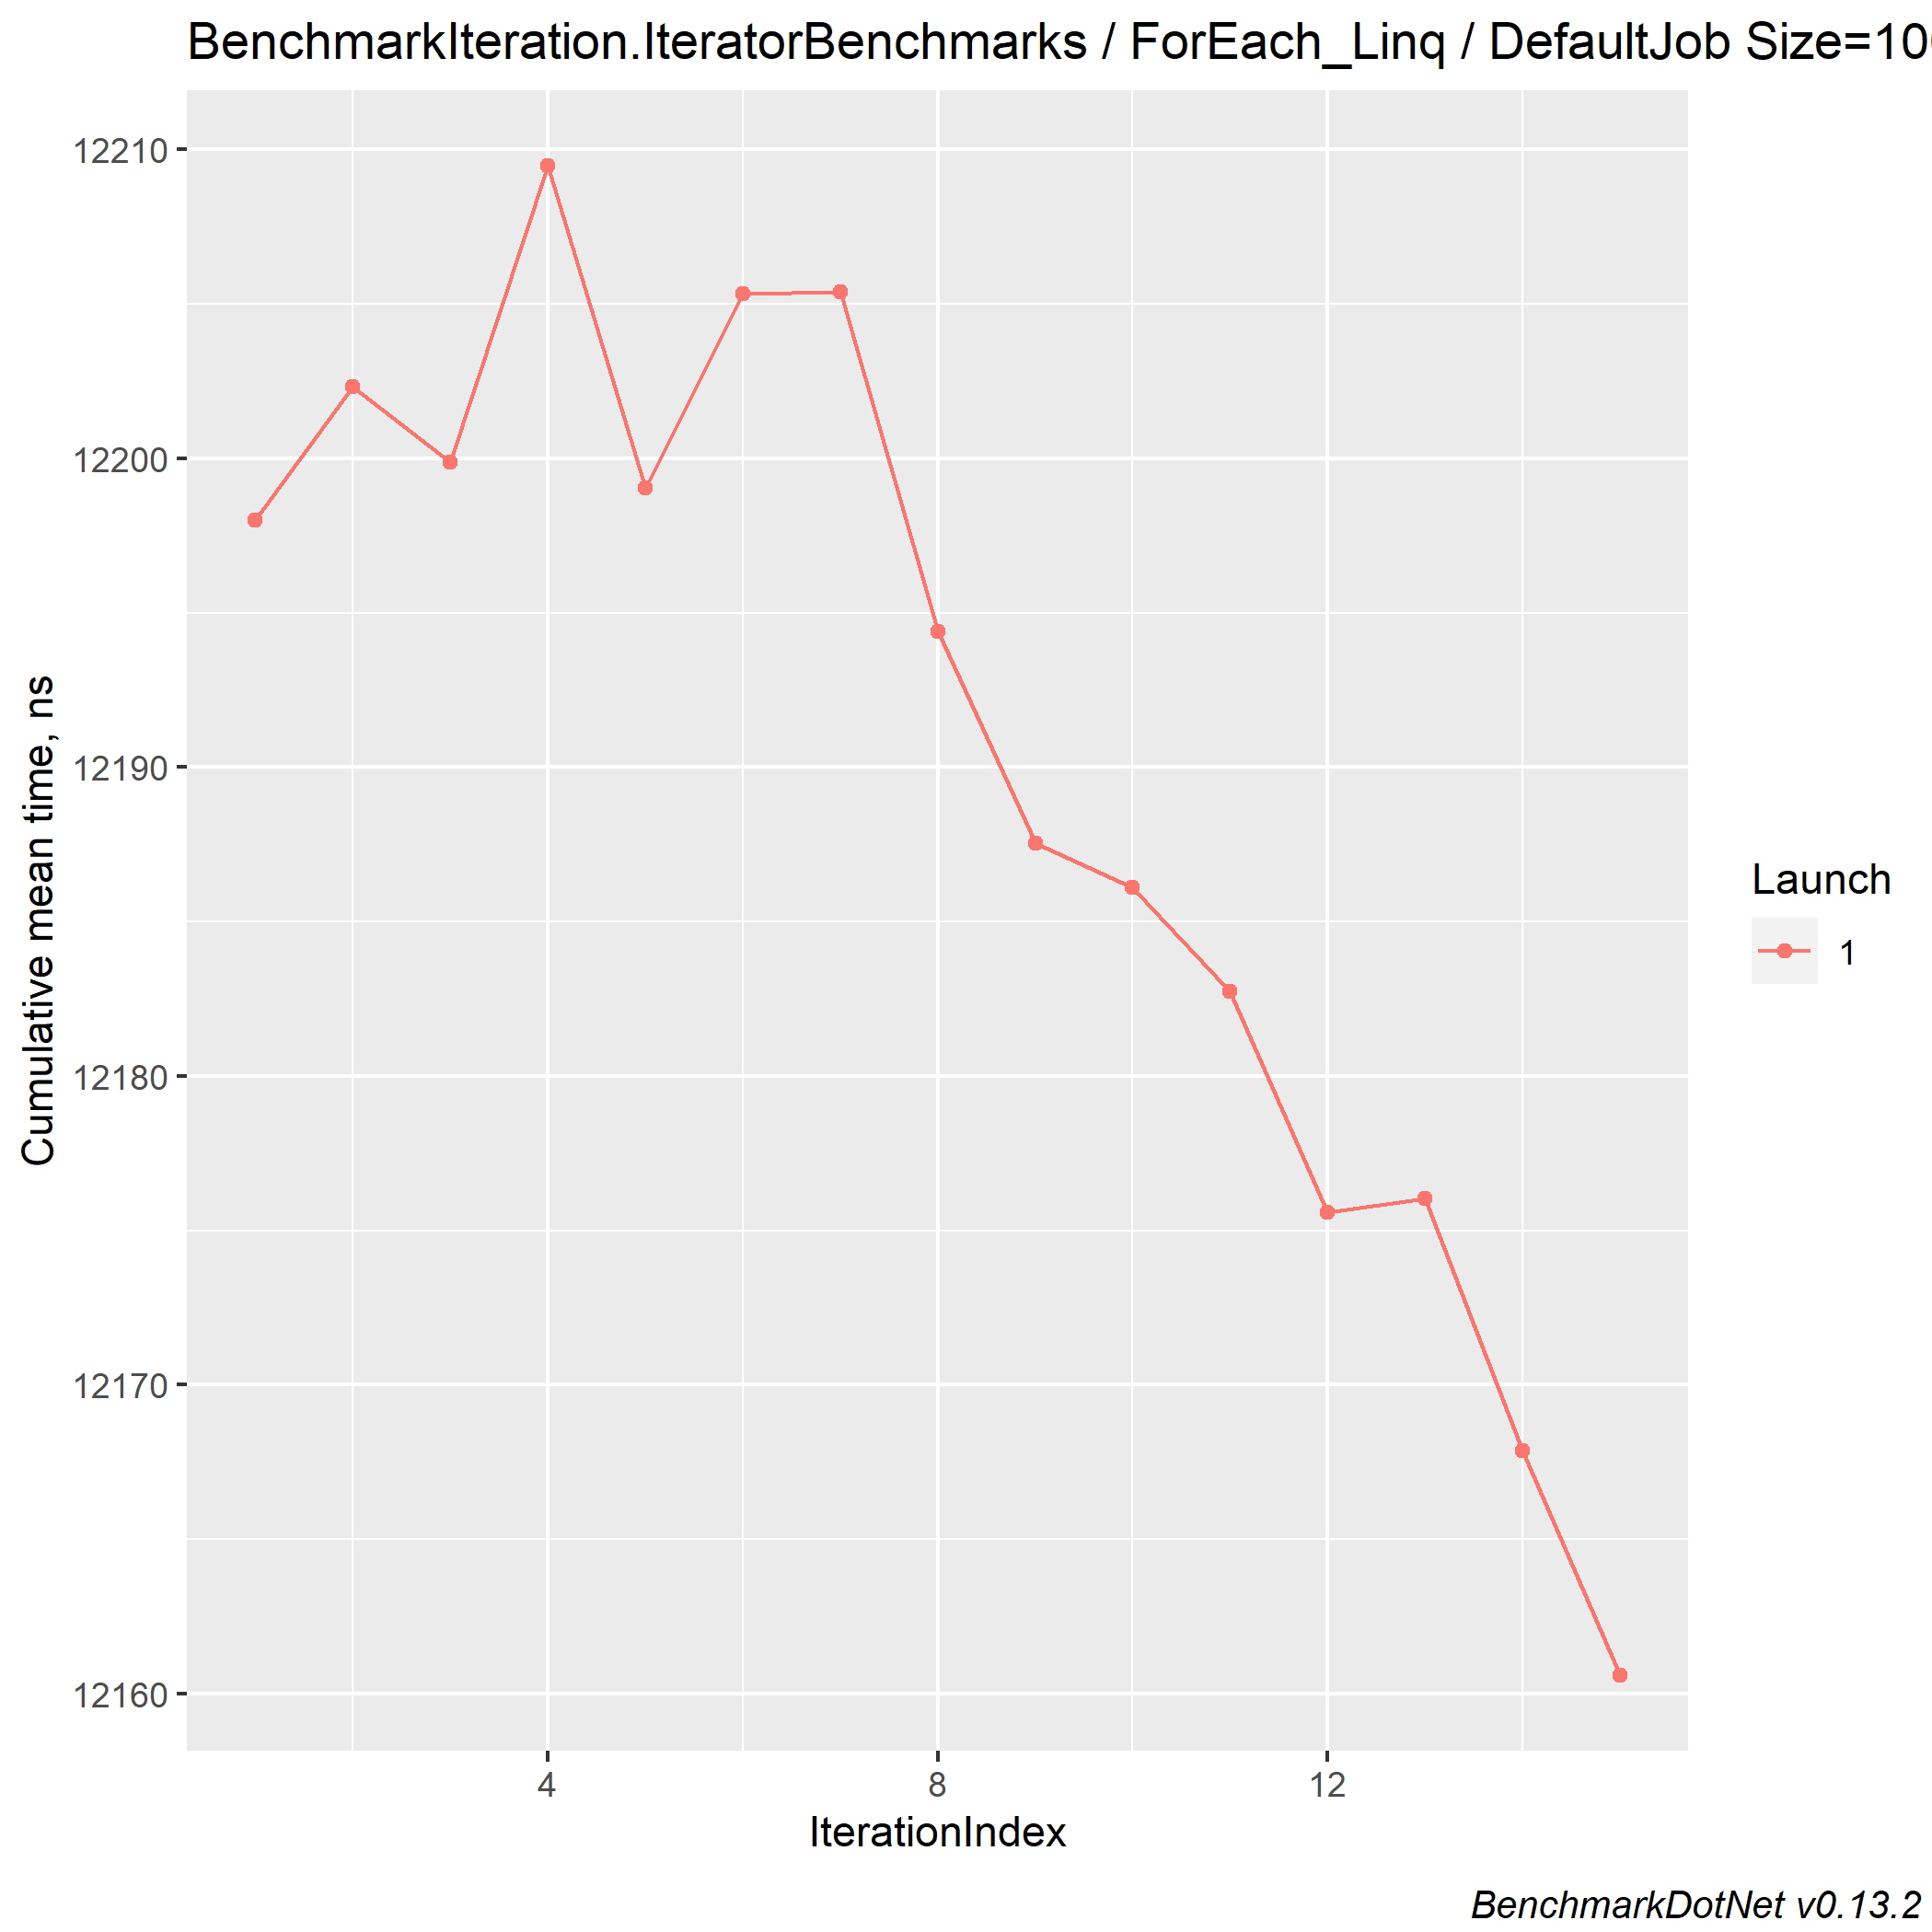 BenchmarkIteration.IteratorBenchmarks / ForEach_Linq / DefaultJob Size=10
12210
12200
12190
12180
12170
12160
Cumulative mean time, ns
4
8
12
IterationIndex
Launch
1
BenchmarkDotNet v0.13.2